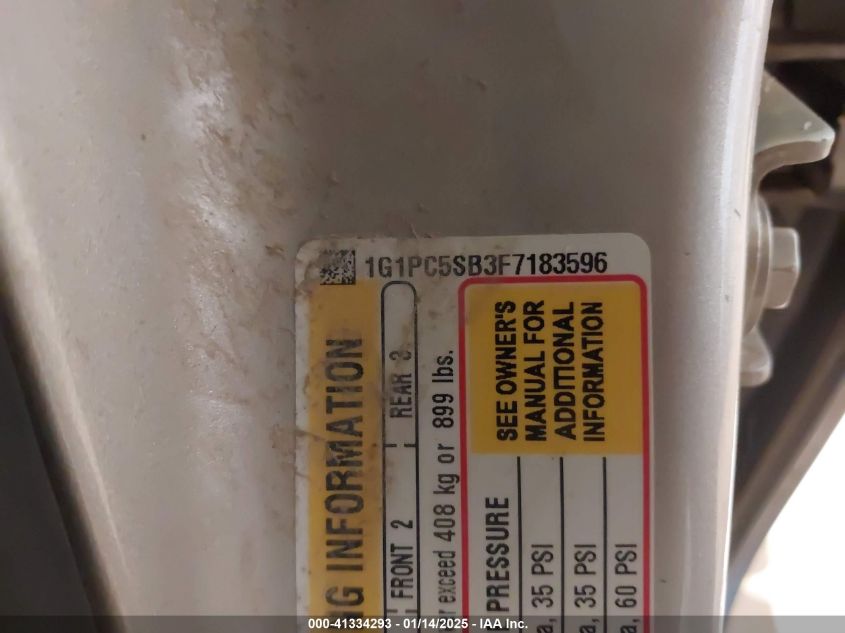 1G1PC5SB3F7183596
NG INFORMATION
FRONT 2 REAR 3
exceed 408 kg or 899 lbs.
PRESSURE
SEE OWNER'S
MANUAL FOR
ADDITIONAL
INFORMATION
35 PSI
35 PSI
60 PSI
000-41334293 - 01/14/2025 - IAA Inc.